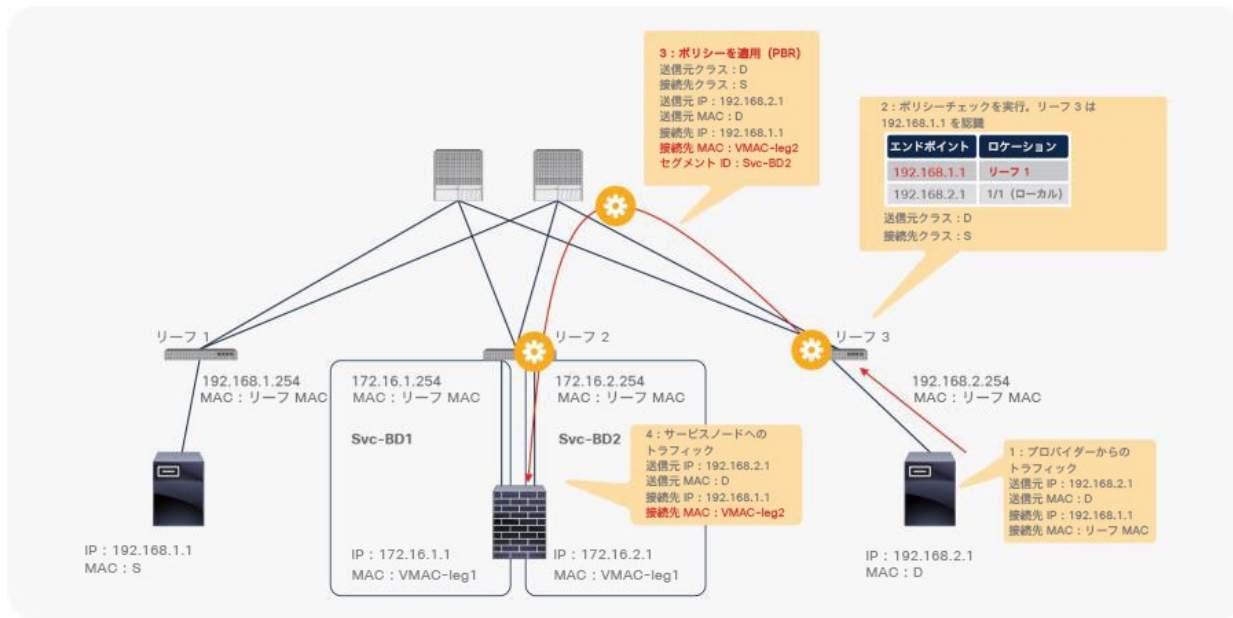 3：ポリシーを適用（PBR）
送信元クラス：D
接続先クラス：S
送信元 IP：192.168.2.1
送信元 MAC：D
接続先 IP：192.168.1.1
接続先 MAC：VMAC-leg2
セグメント ID：Svc-BD2
2：ポリシーチェックを実行。リーフ 3 は
192.168.1.1 を認識
エンドポイント ロケーション
192.168.1.1 リーフ 1
192.168.2.1 1/1（ローカル）
送信元クラス：D
接続先クラス：S
リーフ 1
リーフ 2
リーフ 3
192.168.1.254
MAC：リーフ MAC
172.16.1.254
MAC：リーフ MAC
172.16.2.254
MAC：リーフ MAC
192.168.2.254
MAC：リーフ MAC
Svc-BD1
Svc-BD2
4：サービスノードへの
トラフィック
送信元 IP：192.168.2.1
送信元 MAC：D
接続先 IP：192.168.1.1
接続先 MAC：VMAC-leg2
1：プロバイダーからの
トラフィック
送信元 IP：192.168.2.1
送信元 MAC：D
接続先 IP：192.168.1.1
接続先 MAC：リーフ MAC
IP：192.168.1.1
MAC：S
IP：172.16.1.1
MAC：VMAC-leg1
IP：172.16.2.1
MAC：VMAC-leg1
IP：192.168.2.1
MAC：D